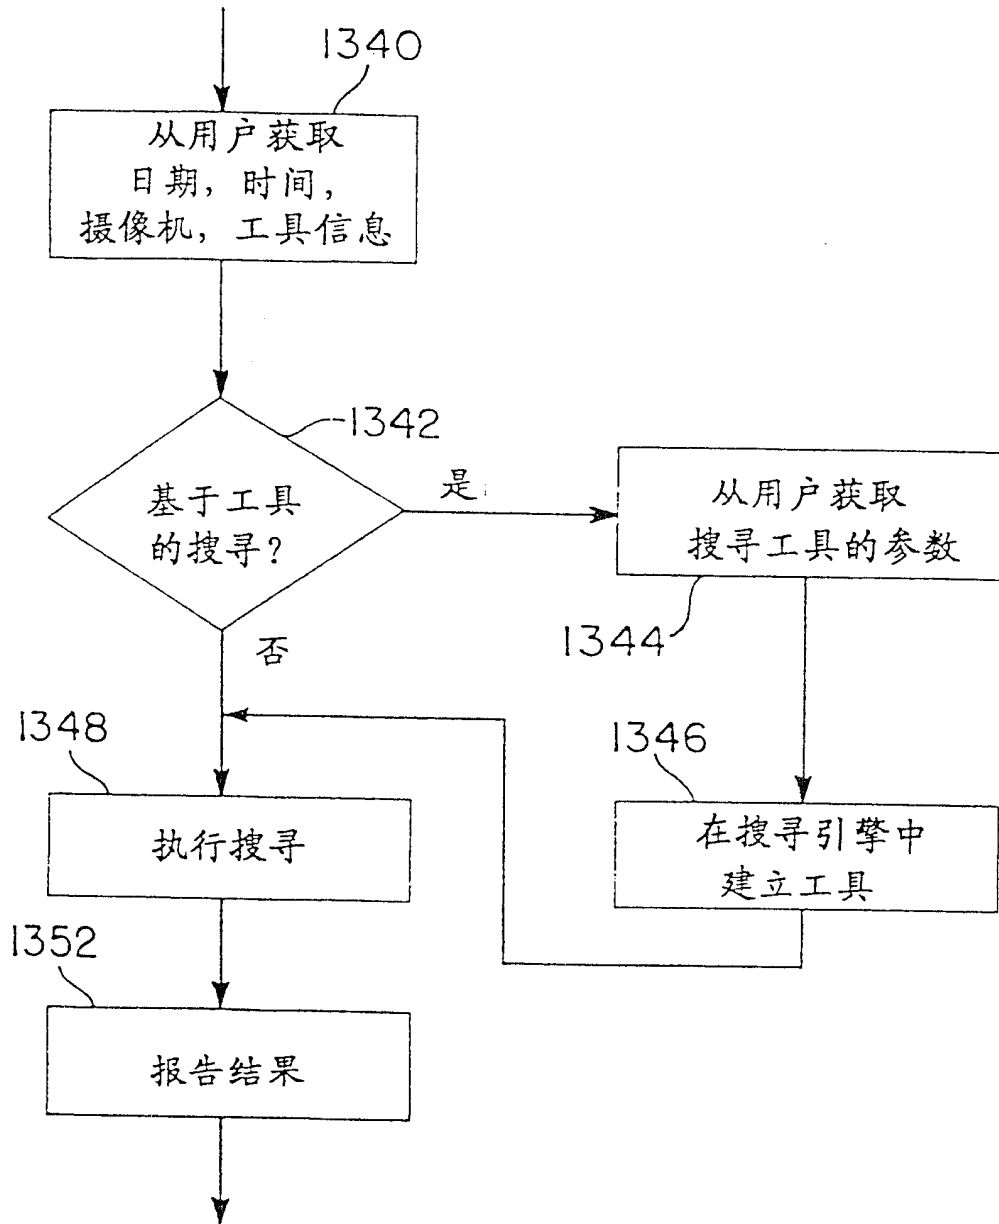 1340
从用户获取
日期，时间，
摄像机，工具信息
1342
基于工具
的搜寻？
是
否
从用户获取
搜寻工具的参数
1344
1346
在搜寻引擎中
建立工具
1348
执行搜寻
1352
报告结果